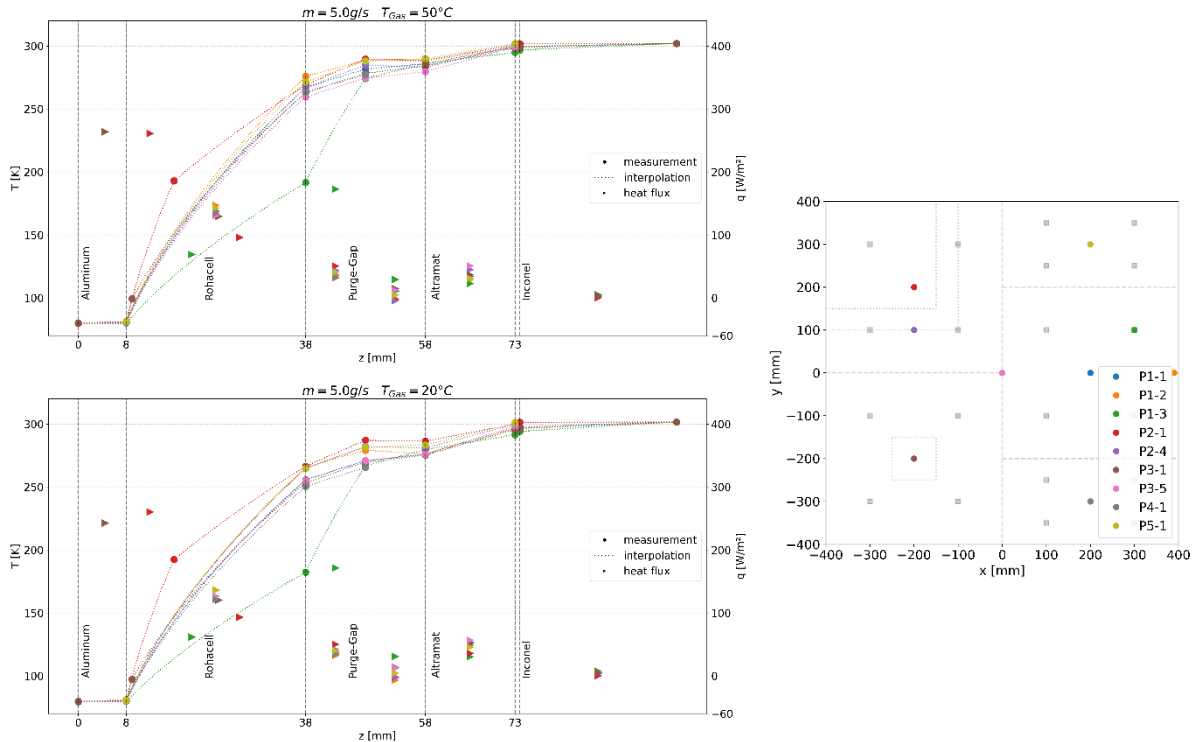 m = 5.0g/s T_Gas = 50°C
300
250
200
150
100
T [K]
400
300
200
100
0
−60
q [W/m²]
measurement
interpolation
heat flux
Aluminum
Rohacell
Purge-Gap
Altramat
Inconel
0
8
38
58
73
z [mm]
m = 5.0g/s T_Gas = 20°C
300
250
200
150
100
T [K]
400
300
200
100
0
−60
q [W/m²]
measurement
interpolation
heat flux
Aluminum
Rohacell
Purge-Gap
Altramat
Inconel
0
8
38
58
73
z [mm]
400
300
200
100
0
−100
−200
−300
−400
y [mm]
P1-1
P1-2
P1-3
P2-1
P2-4
P3-1
P3-5
P4-1
P5-1
−400
−300
−200
−100
0
100
200
300
400
x [mm]